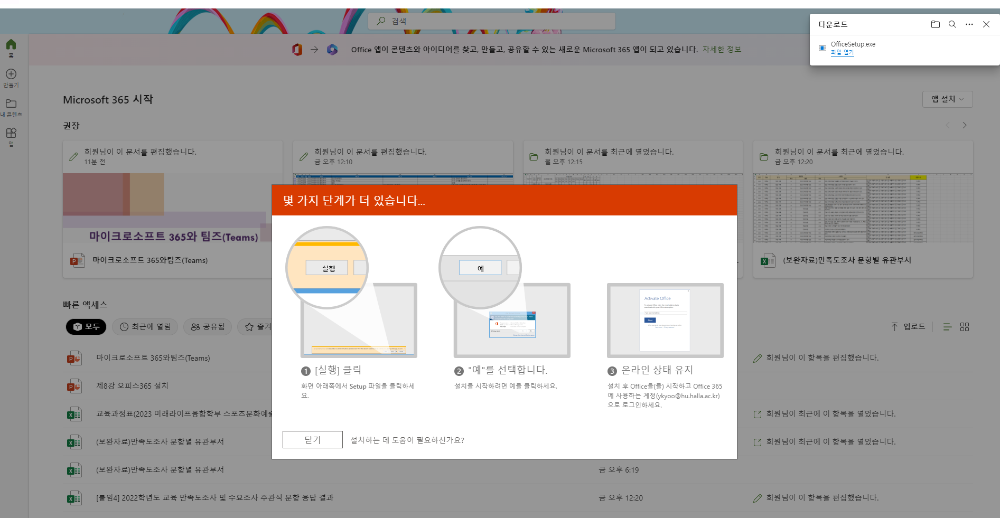 검색
다운로드
OfficeSetup.exe
파일 열기
홈
만들기
내 콘텐츠
앱
Office 앱이 콘텐츠와 아이디어를 찾고, 만들고, 공유할 수 있는 새로운 Microsoft 365 앱이 되고 있습니다. 자세한 정보
Microsoft 365 시작
앱 설치
권장
회원님이 이 문서를 편집했습니다.
11분 전
회원님이 이 문서를 편집했습니다.
금 오후 12:10
회원님이 이 문서를 최근에 열었습니다.
월 오후 12:15
회원님이 이 문서를 최근에 열었습니다.
금 오후 12:20
마이크로소프트 365와 팀즈(Teams)
마이크로소프트 365와팀즈(Teams)
(보완자료)만족도조사 문항별 유관부서
몇 가지 단계가 더 있습니다...
실행
예
Activate Office
Next
1 [실행] 클릭
화면 아래쪽에서 Setup 파일을 클릭하세
요.
2 "예"를 선택합니다.
설치를 시작하려면 예를 클릭하세요.
3 온라인 상태 유지
설치 후 Office을(를) 시작하고 Office 365
에 사용하는 계정(ykyoo@hu.halla.ac.kr)
으로 로그인하세요.
닫기
설치하는 데 도움이 필요하신가요?
빠른 액세스
모두
최근에 열림
공유됨
즐겨
업로드
마이크로소프트 365와팀즈(Teams)
회원님이 이 항목을 편집했습니다.
제8강 오피스365 설치
교육과정표(2023 미래라이프융합학부 스포츠문화예술
회원님이 최근에 이 항목을 열었습니다.
(보완자료)만족도조사 문항별 유관부서
회원님이 최근에 이 항목을 열었습니다.
(보완자료)만족도조사 문항별 유관부서
금 오후 6:19
[붙임4] 2022학년도 교육 만족도조사 및 수요조사 주관식 문항 응답 결과
금 오후 12:20
회원님이 이 항목을 편집했습니다.